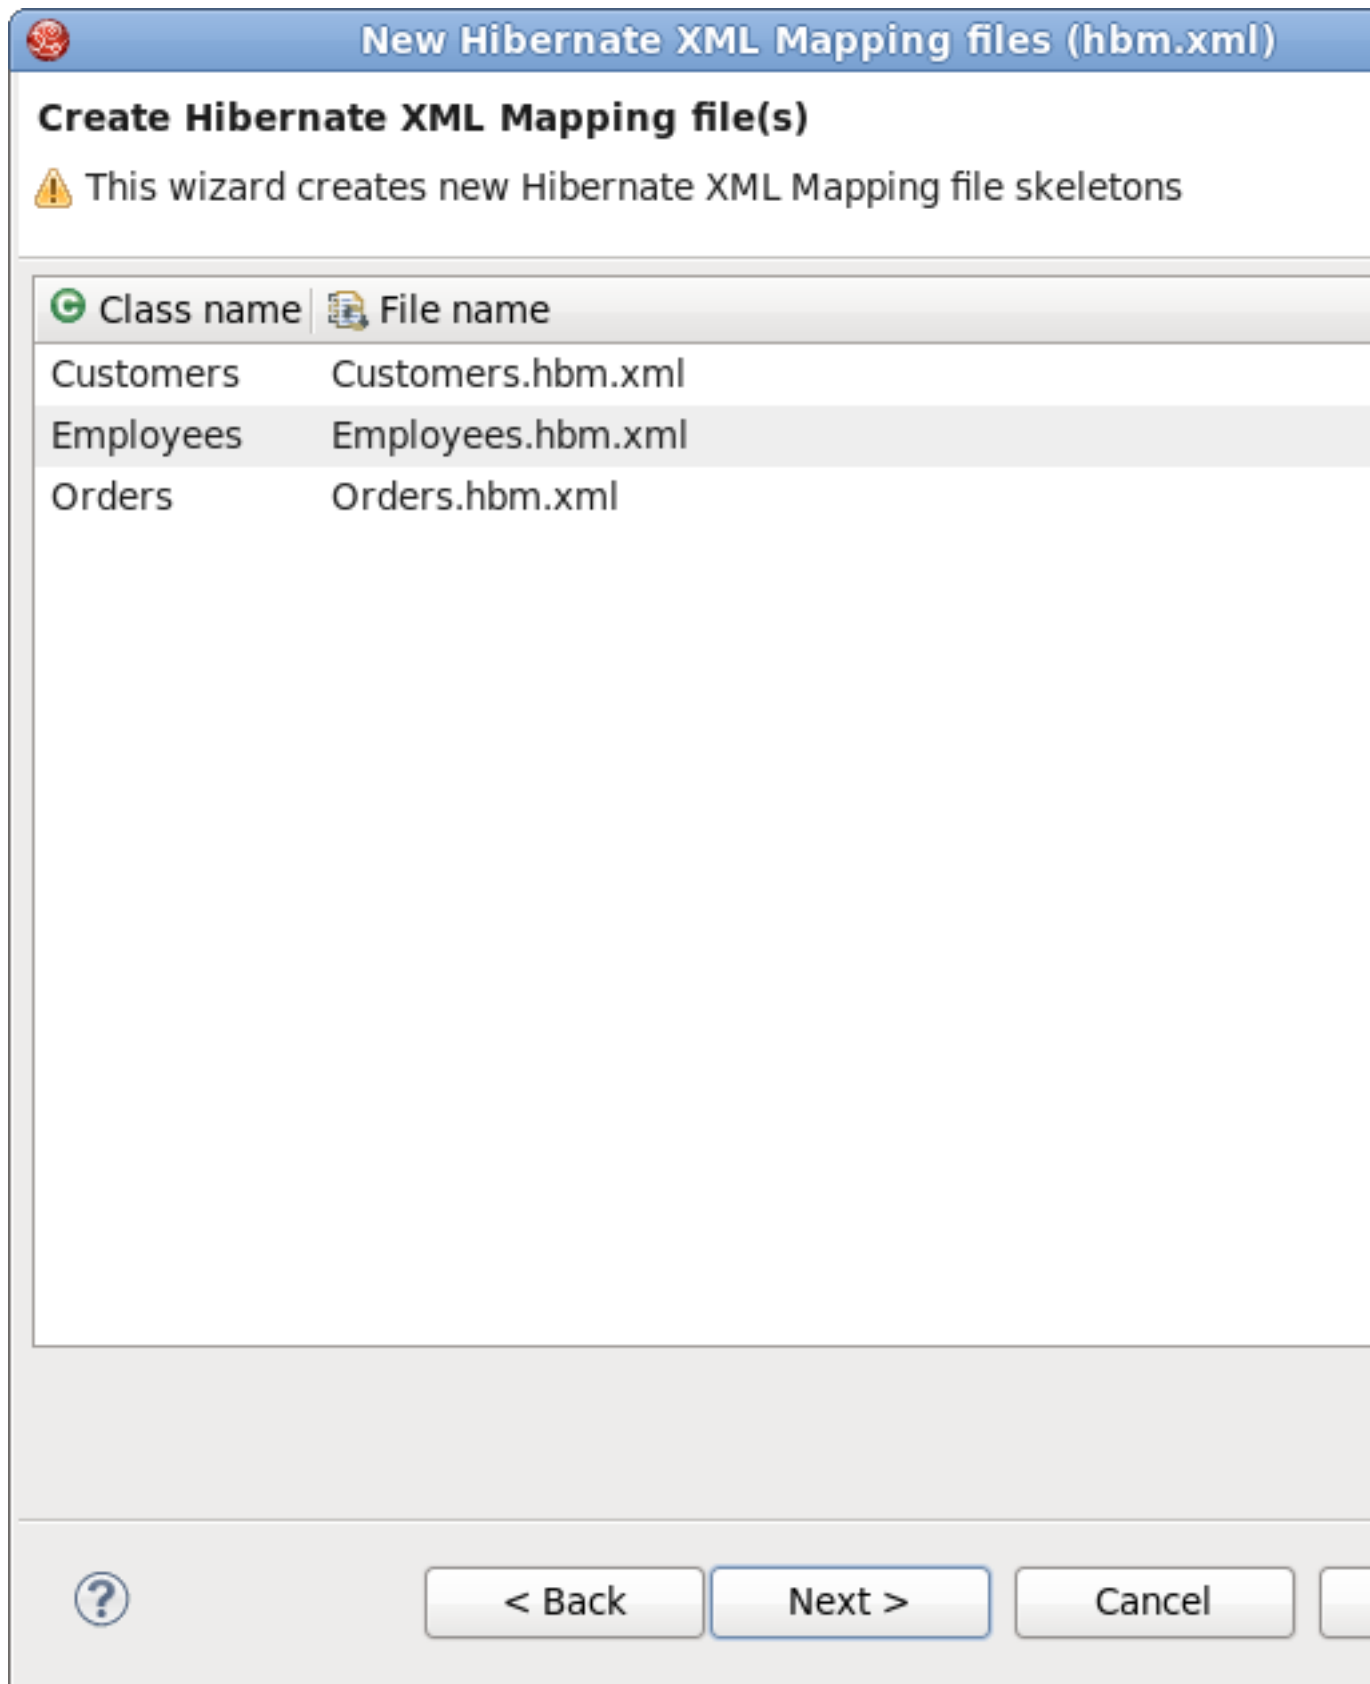 New Hibernate XML Mapping files (hbm.xml)
Create Hibernate XML Mapping file(s)
This wizard creates new Hibernate XML Mapping file skeletons
Class name File name
Customers Customers.hbm.xml
Employees Employees.hbm.xml
Orders Orders.hbm.xml
? < Back Next > Cancel